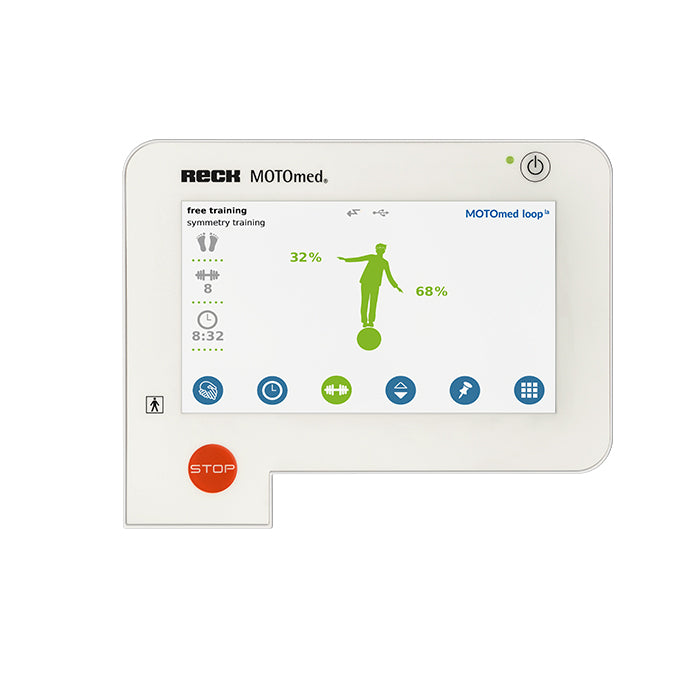 RECK MOTOmed®
free training
symmetry training
MOTOmed loop la
32%
68%
8
8:32
STOP